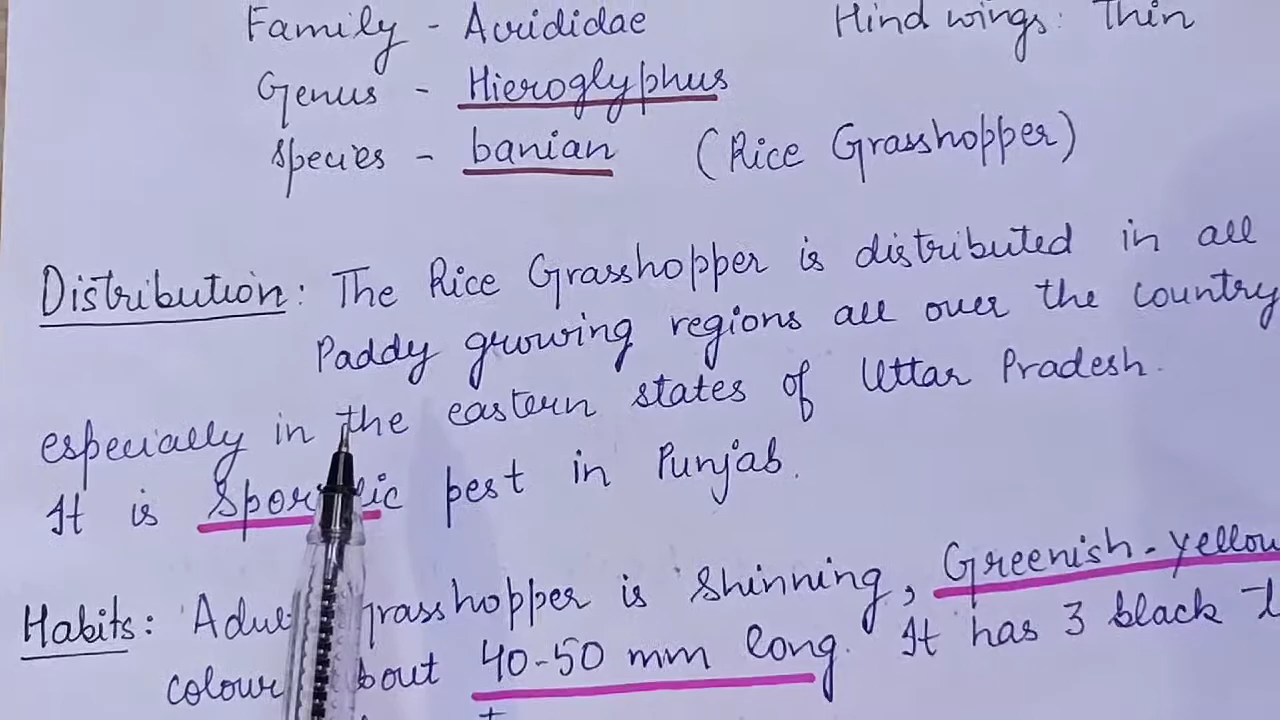 Family - Acrididae Hind wings: Thin
Genus - Hieroglyphus
Species - banian (Rice Grasshopper)
Distribution: The Rice Grasshopper is distributed in all
Paddy growing regions all over the country
especially in the eastern states of Uttar Pradesh.
It is pest in Punjab.
Habits: Grasshopper is shinning, Greenish-yellow
colour 40-50 mm long. It has 3 black